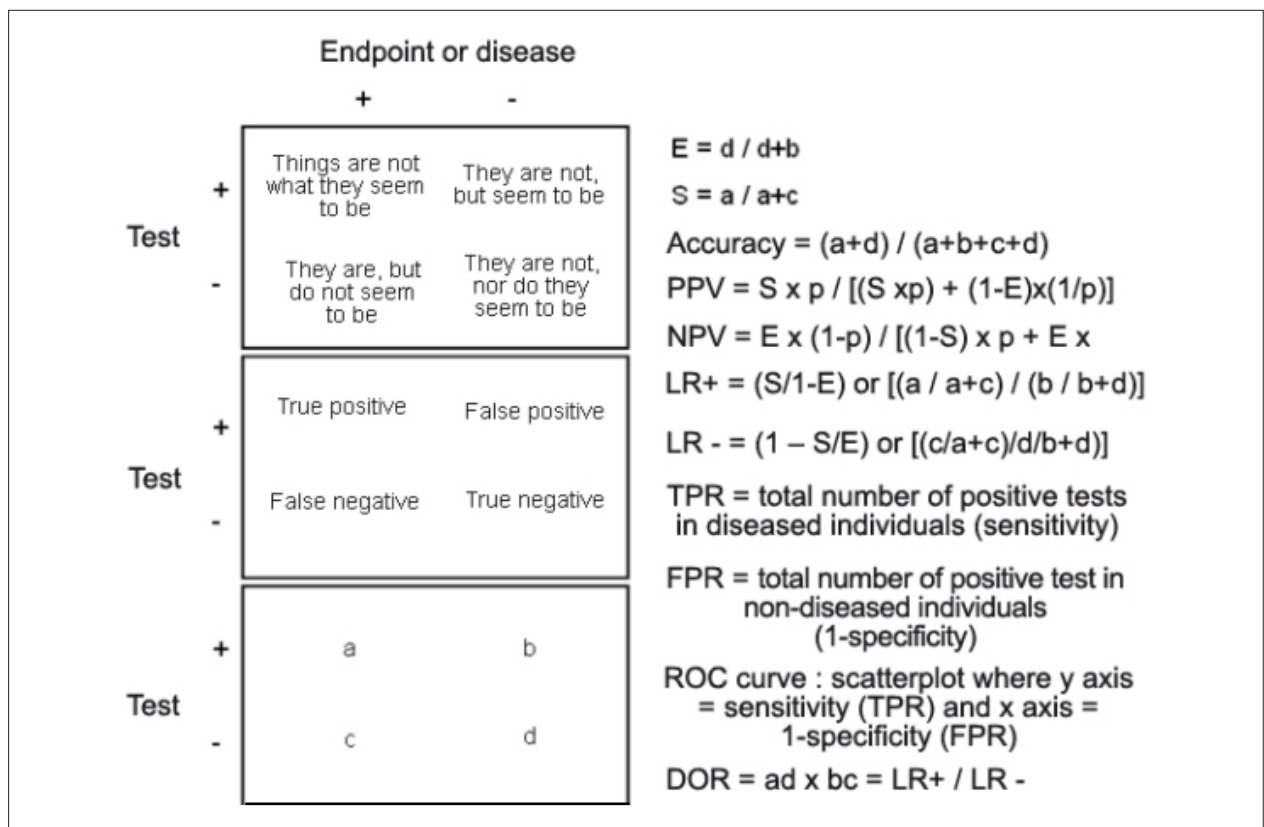 Endpoint or disease
+ -
Things are not
what they seem
to be
They are not,
but seem to be
+
Test
-
They are, but
do not seem
to be
They are not,
nor do they
seem to be
True positive
False positive
+
Test
-
False negative
True negative
+
a
b
Test
-
c
d
E = d / d+b
S = a / a+c
Accuracy = (a+d) / (a+b+c+d)
PPV = S x p / [(S xp) + (1-E)x(1/p)]
NPV = E x (1-p) / [(1-S) x p + E x
LR+ = (S/1-E) or [(a / a+c) / (b / b+d)]
LR - = (1 – S/E) or [(c/a+c)/d/b+d)]
TPR = total number of positive tests
in diseased individuals (sensitivity)
FPR = total number of positive test in
non-diseased individuals
(1-specificity)
ROC curve : scatterplot where y axis
= sensitivity (TPR) and x axis =
1-specificity (FPR)
DOR = ad x bc = LR+ / LR -